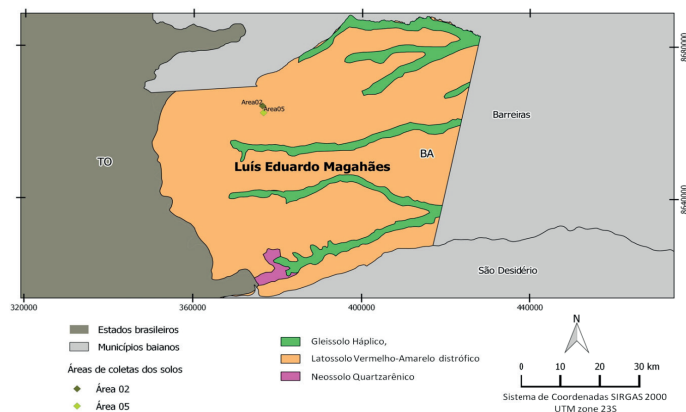 8680000
Área02
Área05
Barreiras
TO
BA
Luís Eduardo Magahães
8640000
São Desidério
320000
360000
400000
440000
Estados brasileiros
Municípios baianos
Áreas de coletas dos solos
Área 02
Área 05
Gleissolo Háplico,
Latossolo Vermelho-Amarelo distrófico
Neossolo Quartzarênico
N
0 10 20 30 km
Sistema de Coordenadas SIRGAS 2000
UTM zone 23S